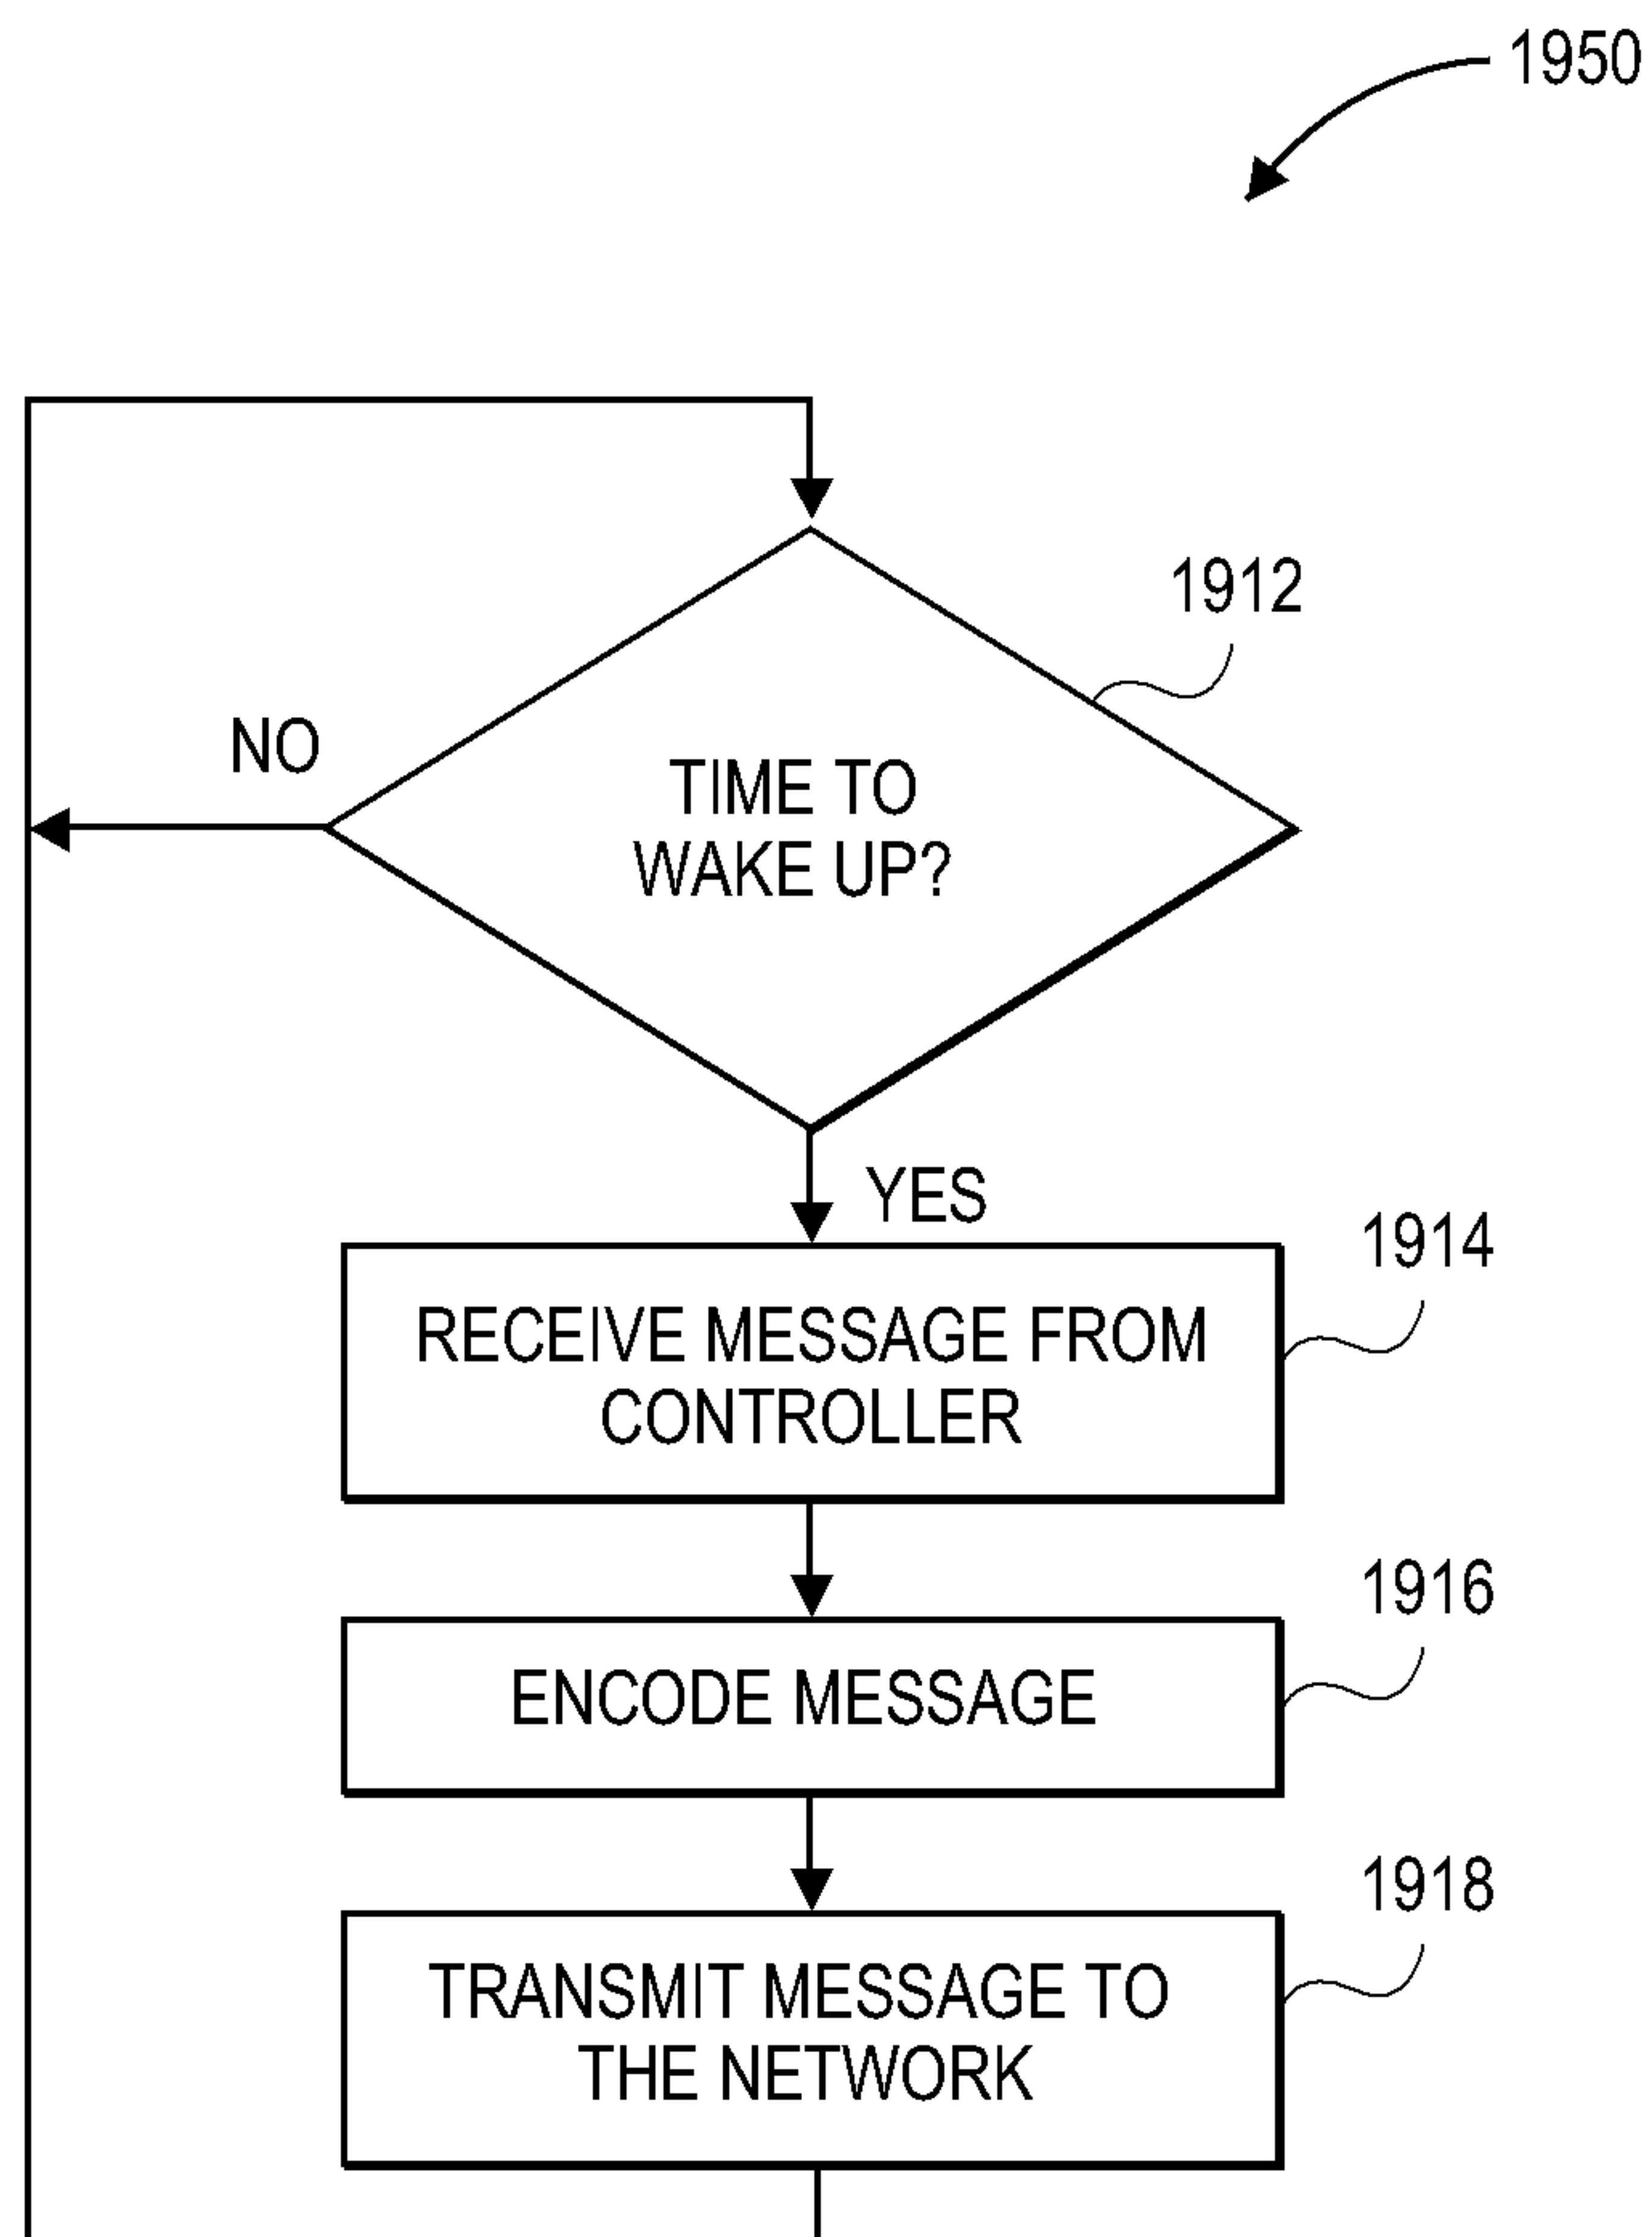 1950
1912
NO
TIME TO
WAKE UP?
YES
1914
RECEIVE MESSAGE FROM
CONTROLLER
1916
ENCODE MESSAGE
1918
TRANSMIT MESSAGE TO
THE NETWORK